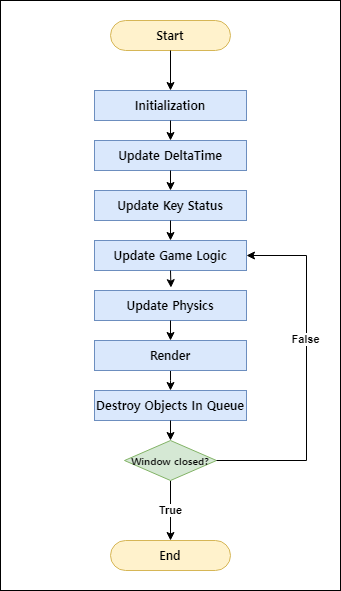 Start
Initialization
Update DeltaTime
Update Key Status
Update Game Logic
Update Physics
False
Render
Destroy Objects In Queue
Window closed?
True
End